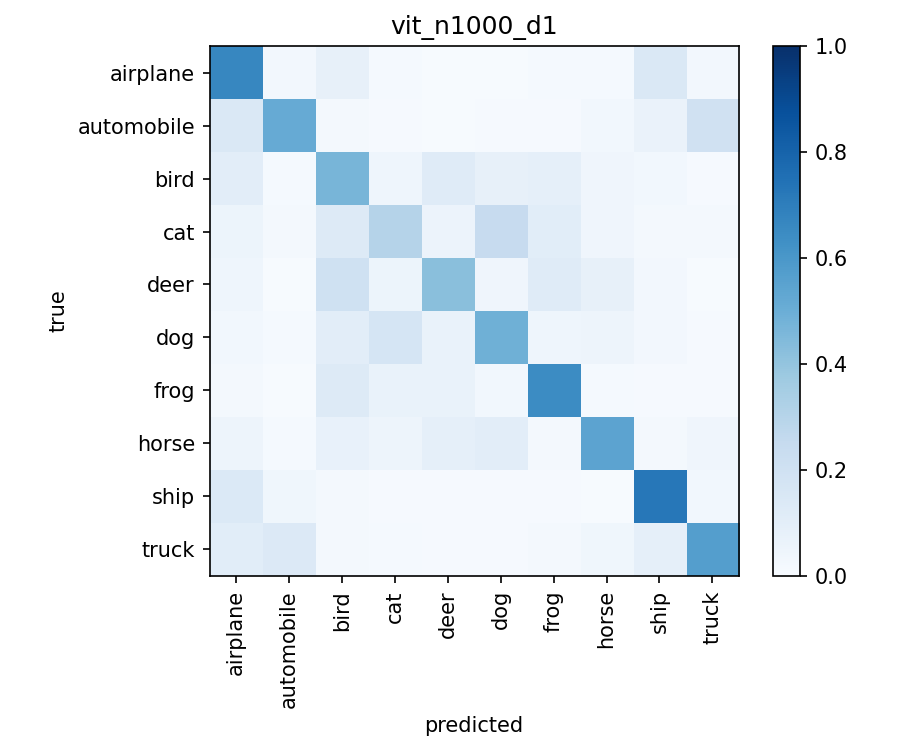 vit_n1000_d1
airplane
automobile
bird
cat
deer
dog
frog
horse
ship
truck
true
airplane
automobile
bird
cat
deer
dog
frog
horse
ship
truck
predicted
1.0
0.8
0.6
0.4
0.2
0.0